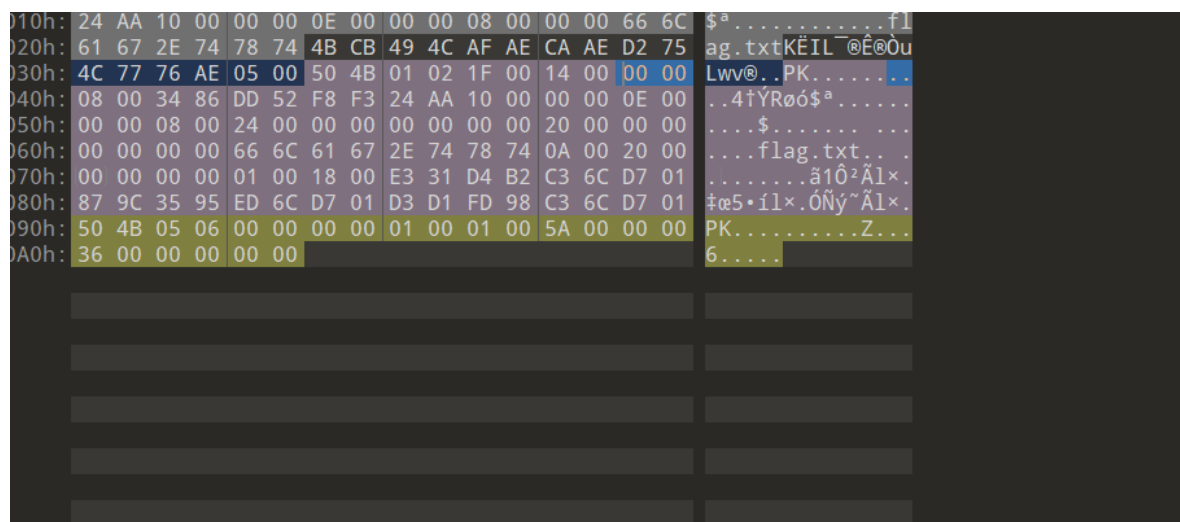 010h: 24 AA 10 00 00 00 0E 00 00 00 08 00 00 00 66 6C $ª..............fl
020h: 61 67 2E 74 78 74 4B CB 49 4C AF AE CA AE D2 75 ag.txtKËIL¯®Ê®Òu
030h: 4C 77 76 AE 05 00 50 4B 01 02 1F 00 14 00 00 00 Lwv®..PK........
040h: 08 00 34 86 DD 52 F8 F3 24 AA 10 00 00 00 0E 00 ..4†ÝRøó$ª......
050h: 00 00 08 00 24 00 00 00 00 00 00 00 20 00 00 00 ....$....... ...
060h: 00 00 00 00 66 6C 61 67 2E 74 78 74 0A 00 20 00 ....flag.txt.. .
070h: 00 00 00 00 01 00 18 00 E3 31 D4 B2 C3 6C D7 01 ........ã1Ô²Ãl×.
080h: 87 9C 35 95 ED 6C D7 01 D3 D1 FD 98 C3 6C D7 01 ‡œ5•íl×.ÓÑý˜Ãl×.
090h: 50 4B 05 06 00 00 00 00 01 00 01 00 5A 00 00 00 PK..........Z...
0A0h: 36 00 00 00 00 00 6.....